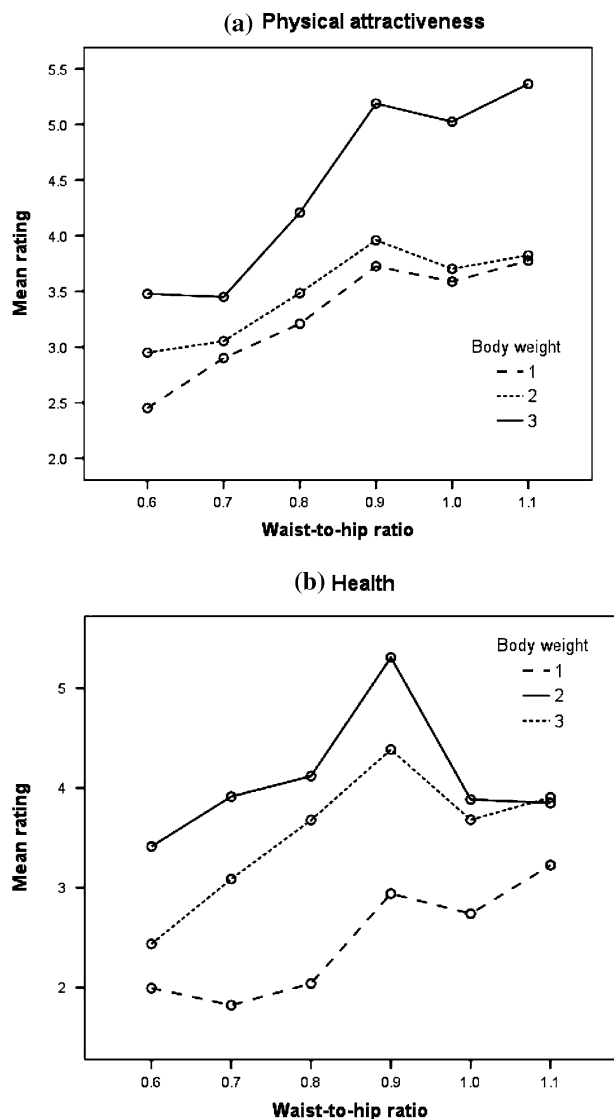 (a) Physical attractiveness
5.5
5.0
4.5
4.0
3.5
3.0
2.5
2.0
Mean rating
Body weight
1
2
3
0.6 0.7 0.8 0.9 1.0 1.1
Waist-to-hip ratio
(b) Health
5
4
3
2
Mean rating
Body weight
1
2
3
0.6 0.7 0.8 0.9 1.0 1.1
Waist-to-hip ratio